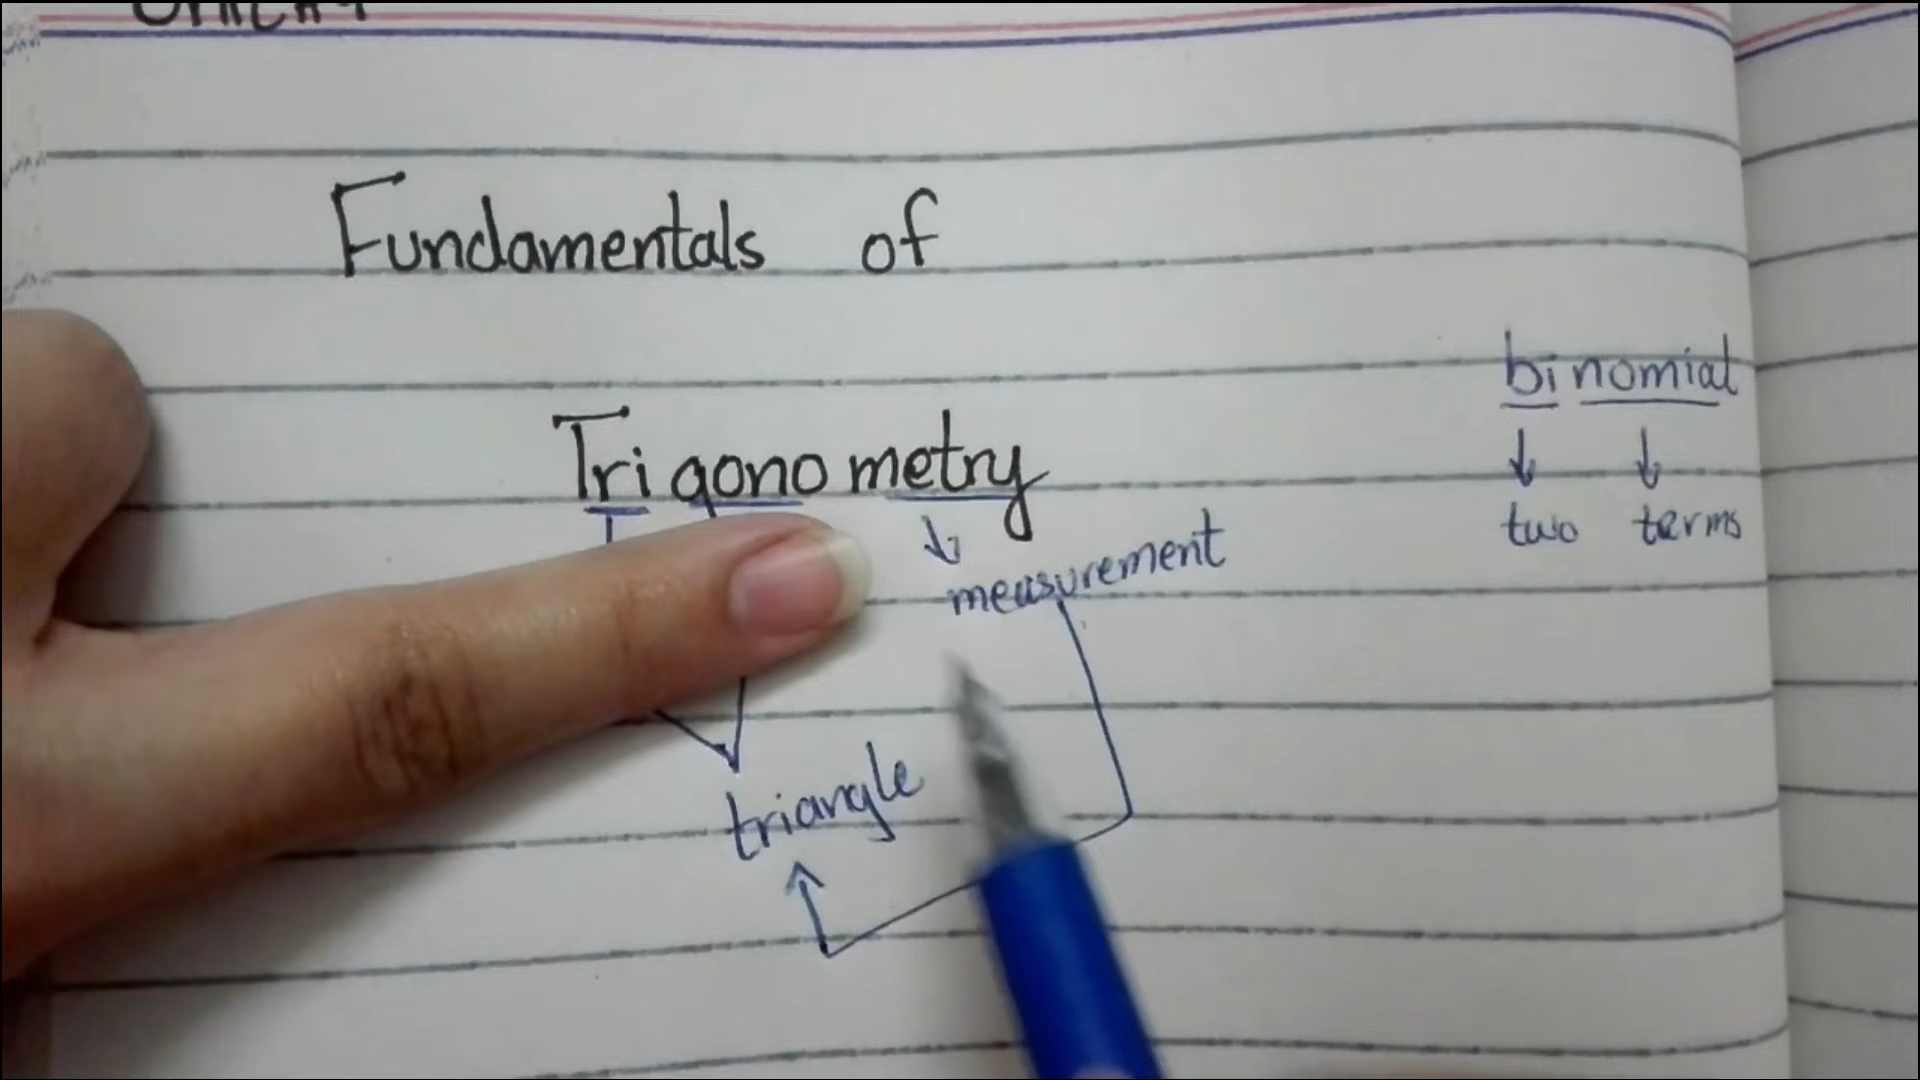 Fundamentals of
binomial
Trigonometry
two terms
measurement
triangle